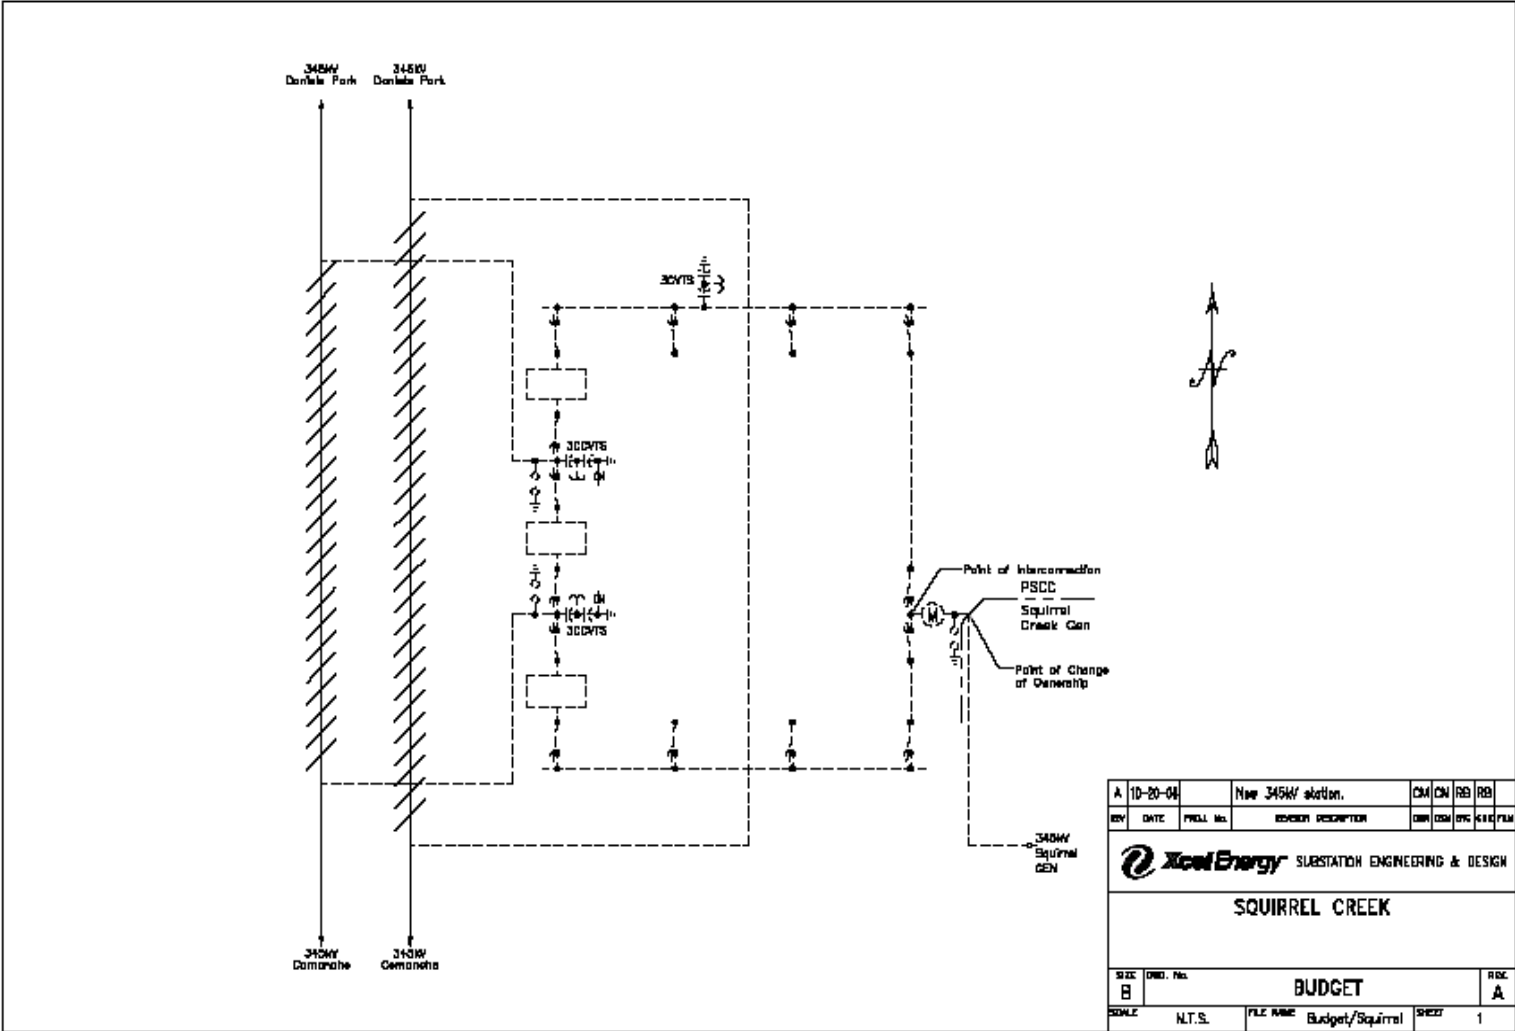 345kV
Daniels Park
345kV
Daniels Park
3CVTS
3CCVTS
3CCVTS
Point of Interconnection
PSCC
Squirrel
Creek Gen
M
Point of Change
of Ownership
345kV
Squirrel
GEN
345kV
Comanche
345kV
Comanche
N
A 10-20-04 New 345kV station. CM CN RB RB
REV DATE PROJ. No. REVISION DESCRIPTION
Xcel Energy SUBSTATION ENGINEERING & DESIGN
SQUIRREL CREEK
SIZE DWG. No. REV.
B BUDGET A
SCALE N.T.S. FILE NAME Budget/Squirrel SHEET 1